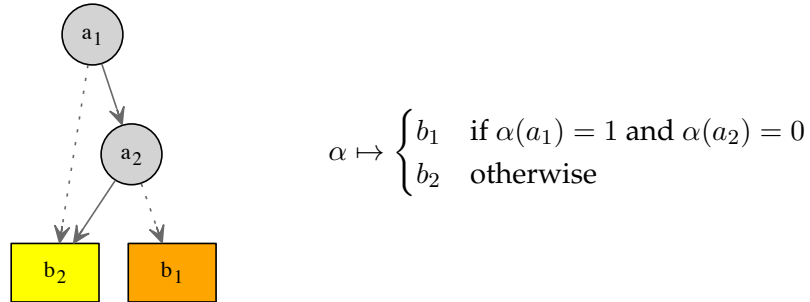 a₁
a₂
b₂ b₁
α ↦ { b₁ if α(a₁) = 1 and α(a₂) = 0
b₂ otherwise